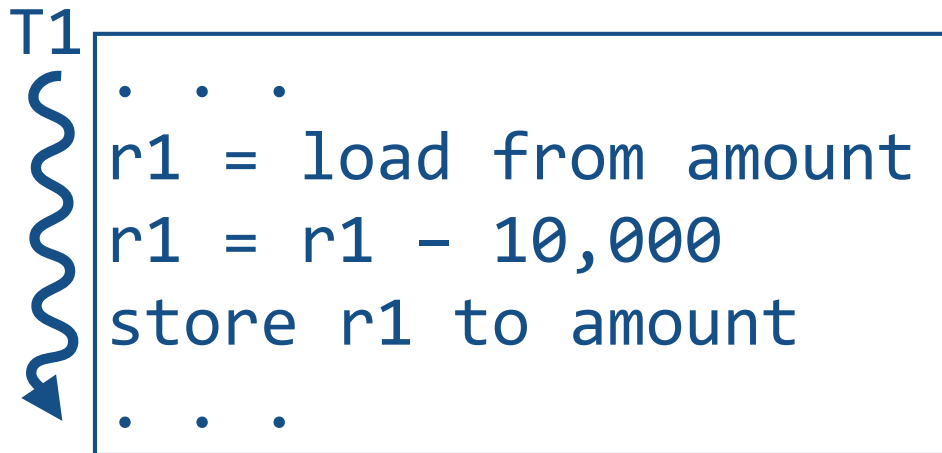 T1
. . .
r1 = load from amount
r1 = r1 – 10,000
store r1 to amount
. . .